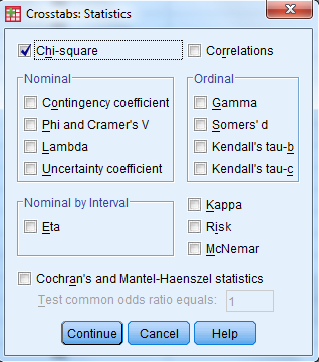 Crosstabs: Statistics
Chi-square
Correlations
Nominal
Contingency coefficient
Phi and Cramer's V
Lambda
Uncertainty coefficient
Ordinal
Gamma
Somers' d
Kendall's tau-b
Kendall's tau-c
Nominal by Interval
Eta
Kappa
Risk
McNemar
Cochran's and Mantel-Haenszel statistics
Test common odds ratio equals: 1
Continue Cancel Help